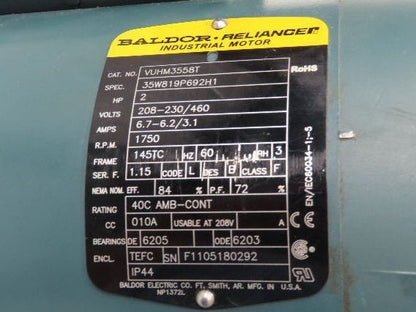 BALDOR • RELIANCER
INDUSTRIAL MOTOR
CAT. NO. VUHM3558T RoHS
SPEC. 35W819P692H1
HP 2
VOLTS 208-230/460
AMPS 6.7-6.2/3.1
R.P.M. 1750
FRAME 145TC HZ 60 PH 3
SER. F. 1.15 CODE L DES B CLASS F
NEMA NOM. EFF. 84 % P.F. 72 %
RATING 40C AMB-CONT
CC 010A USABLE AT 208V A
BEARINGS DE 6205 ODE 6203
ENCL. TEFC SN F1105180292
IP44
BALDOR ELECTRIC CO. FT. SMITH, AR. MFG. IN U.S.A.
NP1372L
CE EN/IEC60034-1;-5